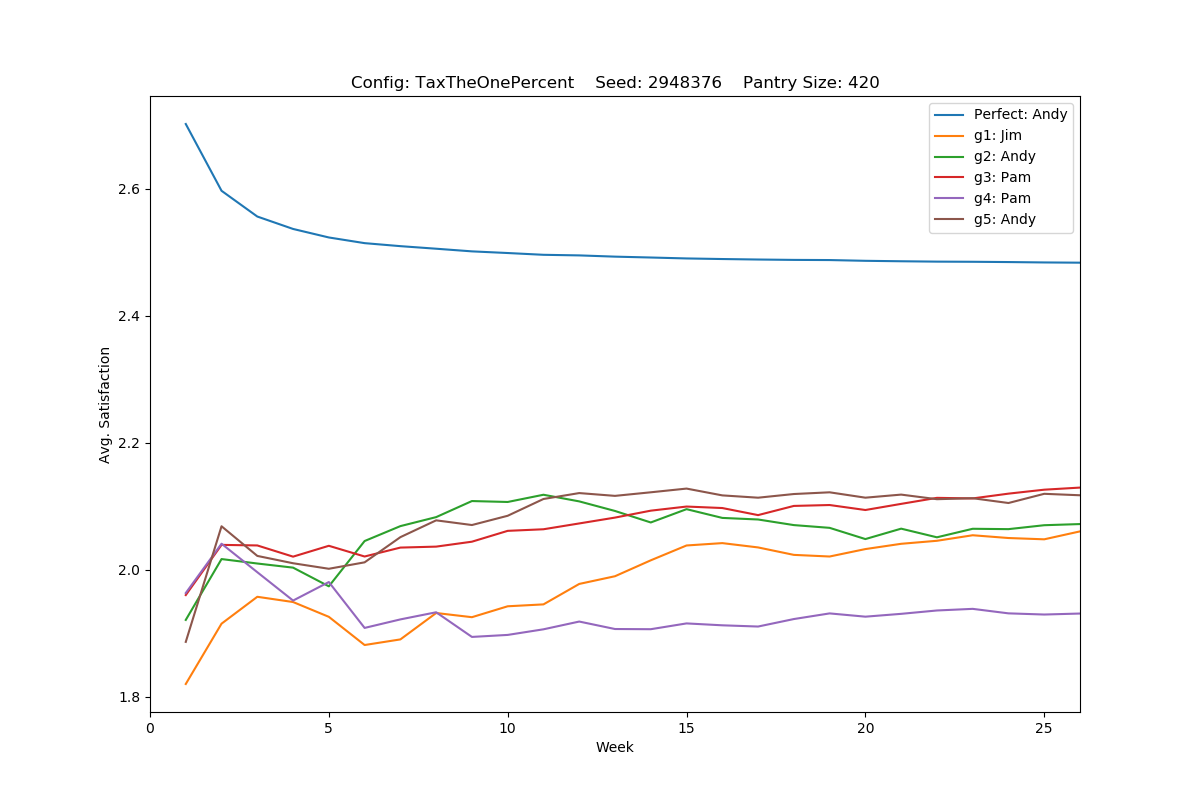 Config: TaxTheOnePercent    Seed: 2948376    Pantry Size: 420
Perfect: Andy
g1: Jim
g2: Andy
g3: Pam
g4: Pam
g5: Andy
2.6
2.4
2.2
2.0
1.8
Avg. Satisfaction
0 5 10 15 20 25
Week